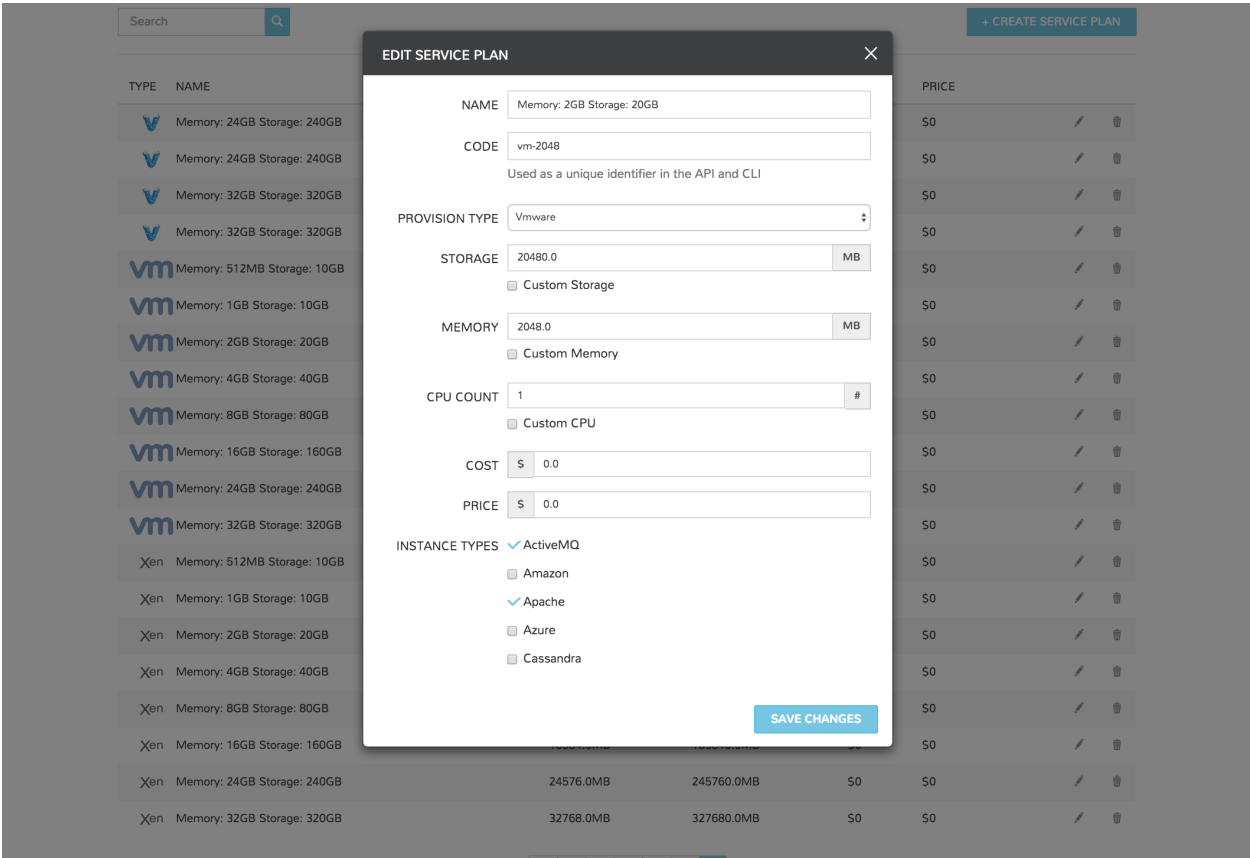 Search
+ CREATE SERVICE PLAN
TYPE NAME PRICE
Memory: 24GB Storage: 240GB $0
Memory: 24GB Storage: 240GB $0
Memory: 32GB Storage: 320GB $0
Memory: 32GB Storage: 320GB $0
vm Memory: 512MB Storage: 10GB $0
vm Memory: 1GB Storage: 10GB $0
vm Memory: 2GB Storage: 20GB $0
vm Memory: 4GB Storage: 40GB $0
vm Memory: 8GB Storage: 80GB $0
vm Memory: 16GB Storage: 160GB $0
vm Memory: 24GB Storage: 240GB $0
vm Memory: 32GB Storage: 320GB $0
Xen Memory: 512MB Storage: 10GB $0
Xen Memory: 1GB Storage: 10GB $0
Xen Memory: 2GB Storage: 20GB $0
Xen Memory: 4GB Storage: 40GB $0
Xen Memory: 8GB Storage: 80GB $0
Xen Memory: 16GB Storage: 160GB $0
Xen Memory: 24GB Storage: 240GB 24576.0MB 245760.0MB $0 $0
Xen Memory: 32GB Storage: 320GB 32768.0MB 327680.0MB $0 $0
EDIT SERVICE PLAN
NAME Memory: 2GB Storage: 20GB
CODE vm-2048
Used as a unique identifier in the API and CLI
PROVISION TYPE Vmware
STORAGE 20480.0 MB
Custom Storage
MEMORY 2048.0 MB
Custom Memory
CPU COUNT 1 #
Custom CPU
COST $ 0.0
PRICE $ 0.0
INSTANCE TYPES ActiveMQ
Amazon
Apache
Azure
Cassandra
SAVE CHANGES